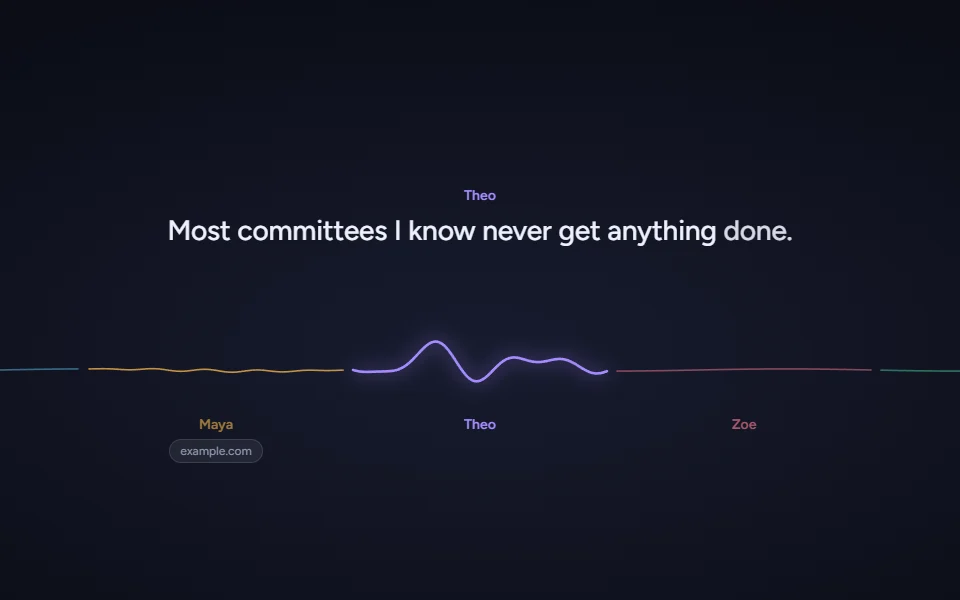 Theo
Most committees I know never get anything done.
Maya
Theo
Zoe
example.com